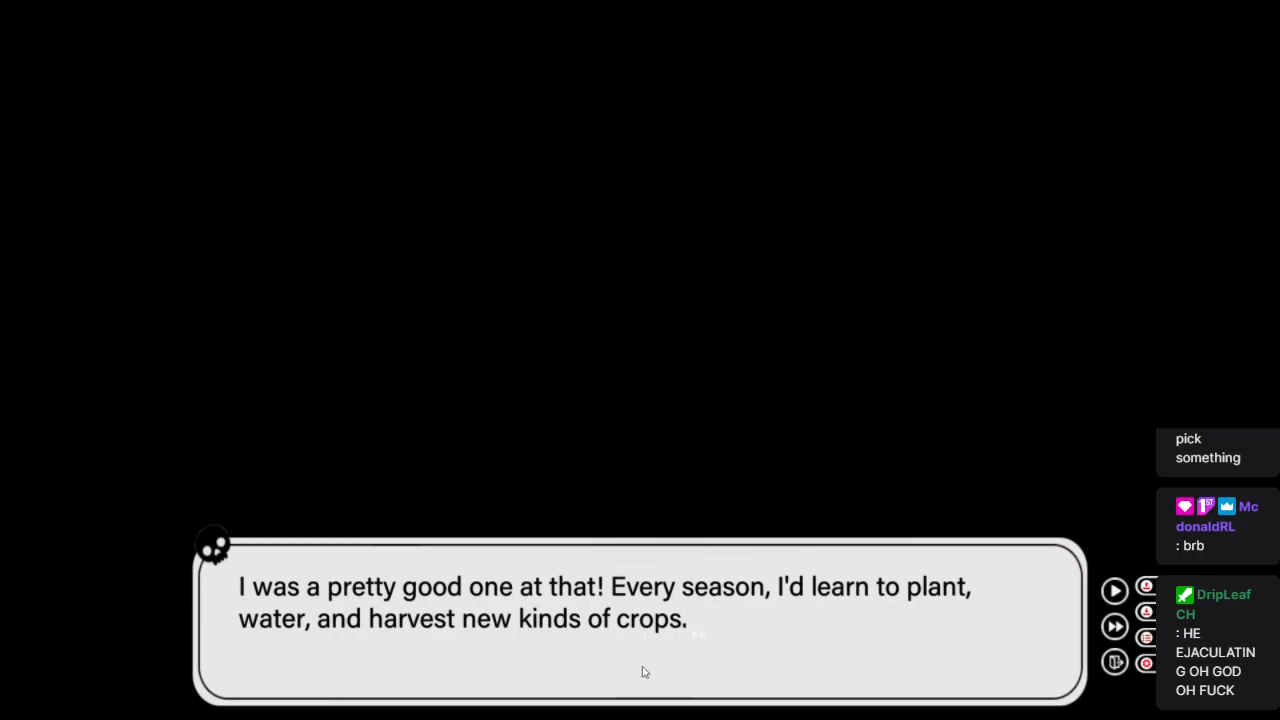 I was a pretty good one at that! Every season, I'd learn to plant,
water, and harvest new kinds of crops.
pick
something
1ST
Mc
donaldRL
: brb
DripLeaf
CH
: HE
EJACULATIN
G OH GOD
OH FUCK